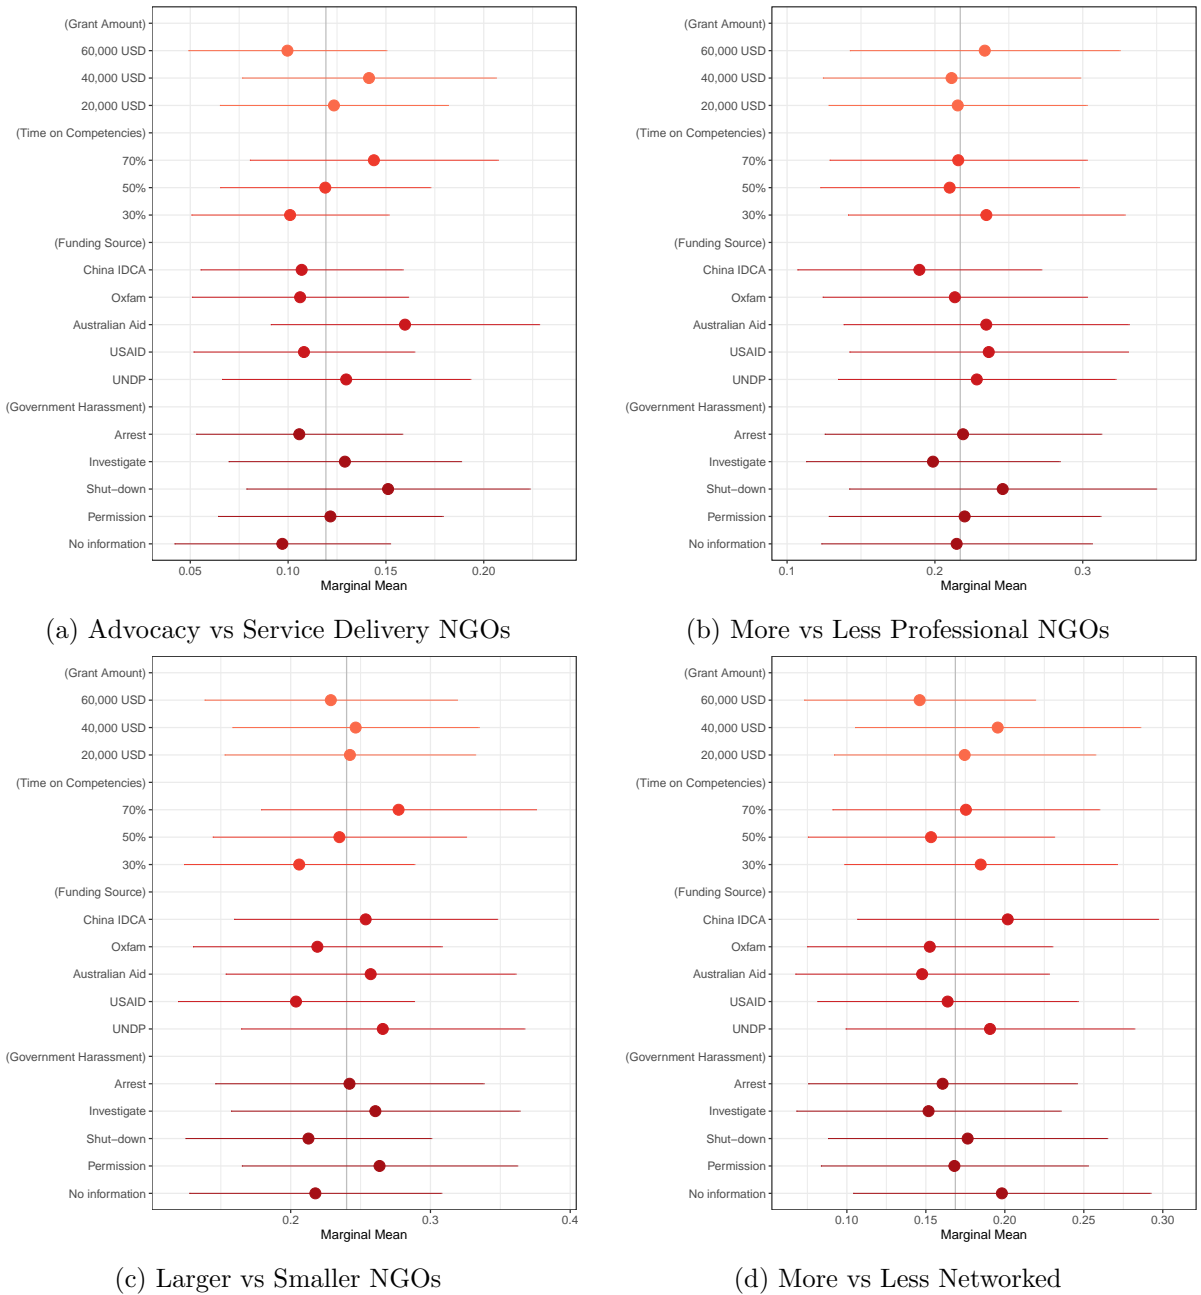 (Grant Amount)
60,000 USD
40,000 USD
20,000 USD
(Time on Competencies)
70%
50%
30%
(Funding Source)
China IDCA
Oxfam
Australian Aid
USAID
UNDP
(Government Harassment)
Arrest
Investigate
Shut−down
Permission
No information
0.05 0.10 0.15 0.20
Marginal Mean
(a) Advocacy vs Service Delivery NGOs
(Grant Amount)
60,000 USD
40,000 USD
20,000 USD
(Time on Competencies)
70%
50%
30%
(Funding Source)
China IDCA
Oxfam
Australian Aid
USAID
UNDP
(Government Harassment)
Arrest
Investigate
Shut−down
Permission
No information
0.1 0.2 0.3
Marginal Mean
(b) More vs Less Professional NGOs
(Grant Amount)
60,000 USD
40,000 USD
20,000 USD
(Time on Competencies)
70%
50%
30%
(Funding Source)
China IDCA
Oxfam
Australian Aid
USAID
UNDP
(Government Harassment)
Arrest
Investigate
Shut−down
Permission
No information
0.2 0.3 0.4
Marginal Mean
(c) Larger vs Smaller NGOs
(Grant Amount)
60,000 USD
40,000 USD
20,000 USD
(Time on Competencies)
70%
50%
30%
(Funding Source)
China IDCA
Oxfam
Australian Aid
USAID
UNDP
(Government Harassment)
Arrest
Investigate
Shut−down
Permission
No information
0.10 0.15 0.20 0.25 0.30
Marginal Mean
(d) More vs Less Networked